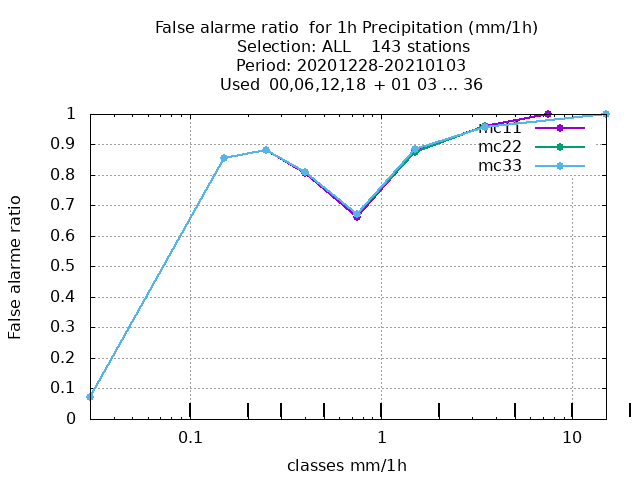 False alarme ratio  for 1h Precipitation (mm/1h)
Selection: ALL    143 stations
Period: 20201228-20210103
Used  00,06,12,18  + 01 03 ... 36
1
0.9
0.8
0.7
0.6
0.5
0.4
0.3
0.2
0.1
0
False alarme ratio
mc11
mc22
mc33
0.1 1 10
classes mm/1h